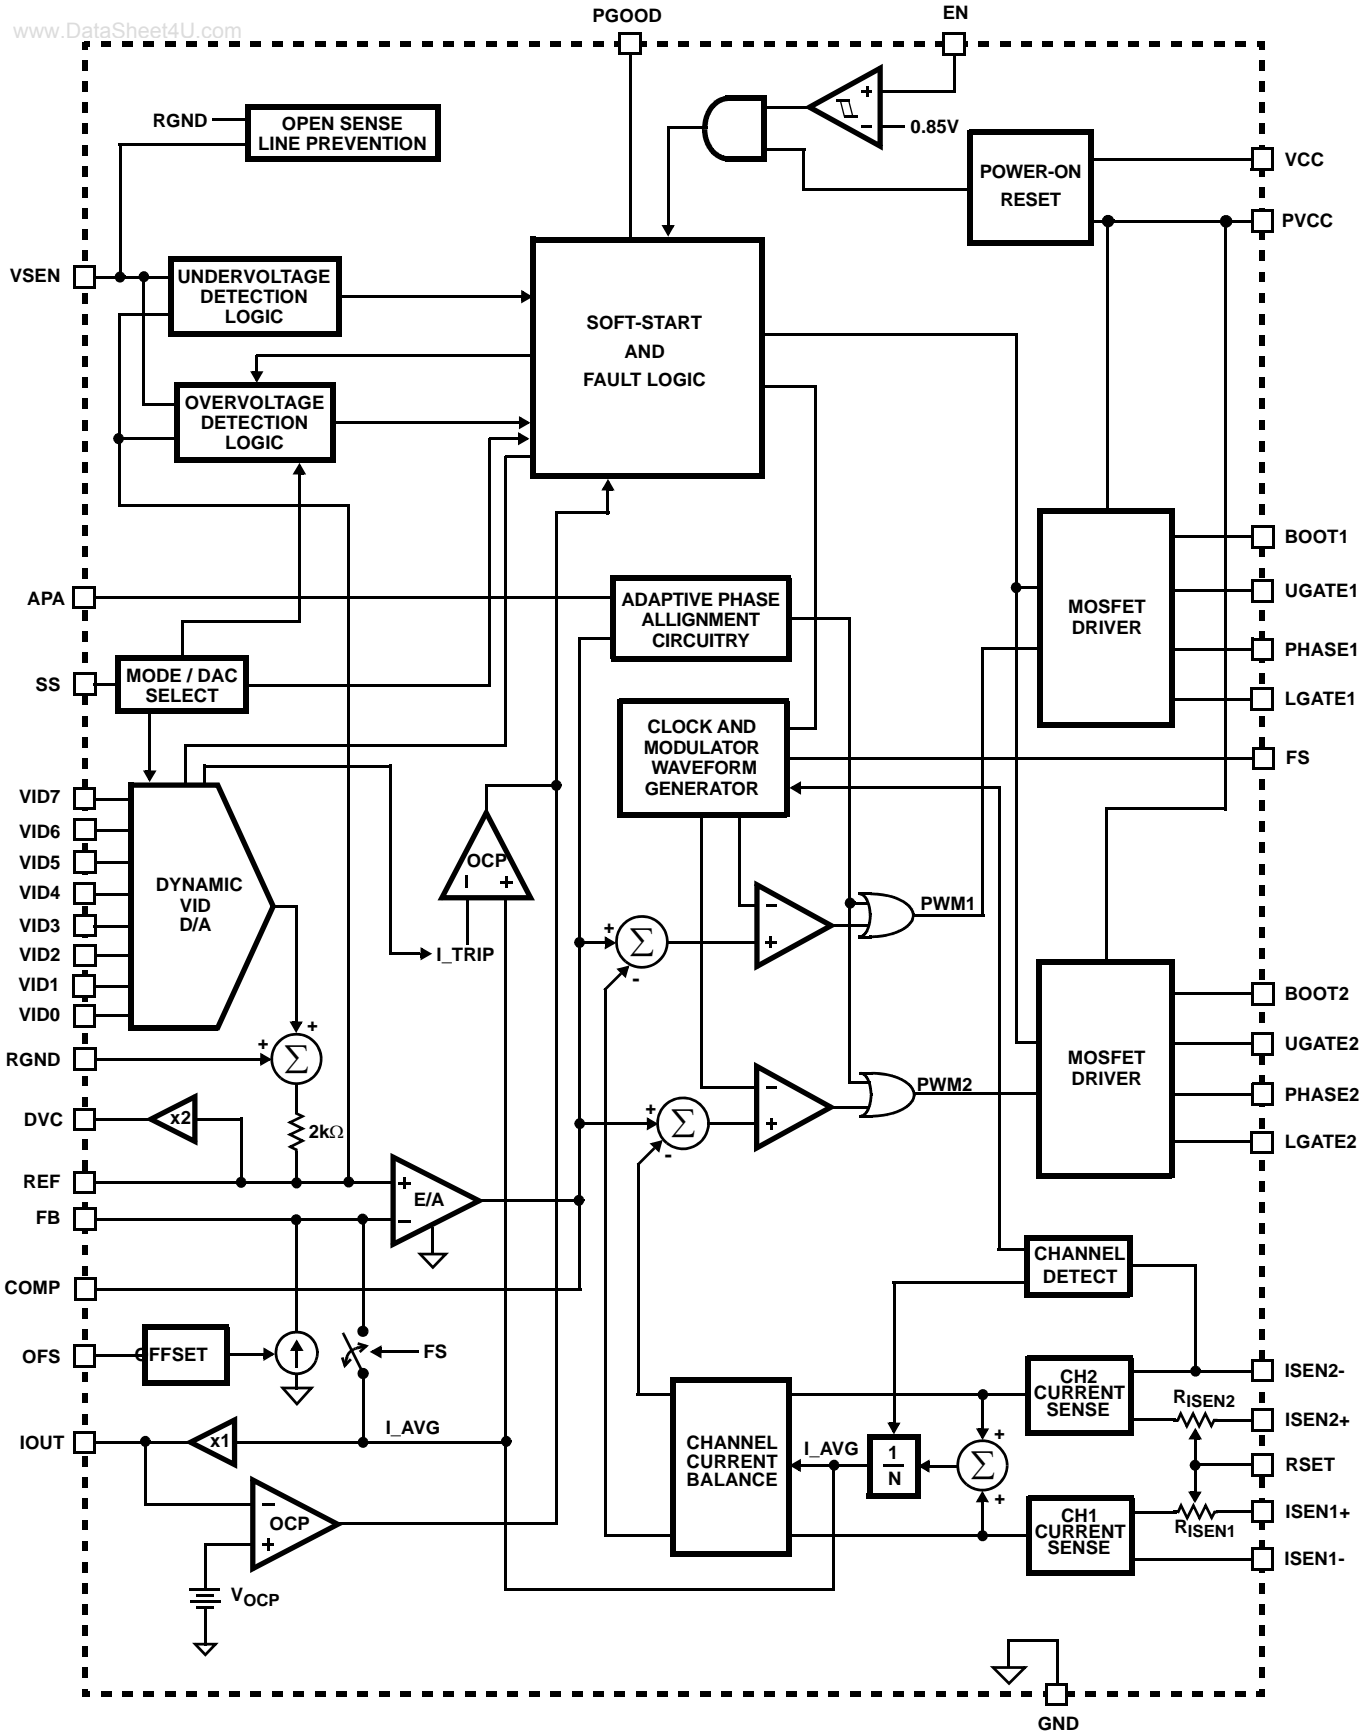 www.DataSheet4U.com
PGOOD
EN
RGND
OPEN SENSE
LINE PREVENTION
+
−
0.85V
POWER-ON
RESET
VCC
PVCC
VSEN
UNDERVOLTAGE
DETECTION
LOGIC
SOFT-START
AND
FAULT LOGIC
OVERVOLTAGE
DETECTION
LOGIC
BOOT1
UGATE1
PHASE1
LGATE1
MOSFET
DRIVER
APA
ADAPTIVE PHASE
ALLIGNMENT
CIRCUITRY
SS
MODE / DAC
SELECT
CLOCK AND
MODULATOR
WAVEFORM
GENERATOR
FS
VID7
VID6
VID5
VID4
VID3
VID2
VID1
VID0
DYNAMIC
VID
D/A
OCP
− +
I_TRIP
+
Σ
-
−
+
PWM1
RGND
+
+
Σ
2kΩ
DVC
x2
REF
FB
+
−
E/A
+
Σ
-
−
+
PWM2
MOSFET
DRIVER
BOOT2
UGATE2
PHASE2
LGATE2
COMP
CHANNEL
DETECT
OFS
OFFSET
FS
IOUT
x1
I_AVG
CHANNEL
CURRENT
BALANCE
I_AVG
1
N
+
Σ
+
CH2
CURRENT
SENSE
RISEN2
ISEN2-
ISEN2+
RSET
CH1
CURRENT
SENSE
RISEN1
ISEN1+
ISEN1-
−
OCP
+
VOCP
GND